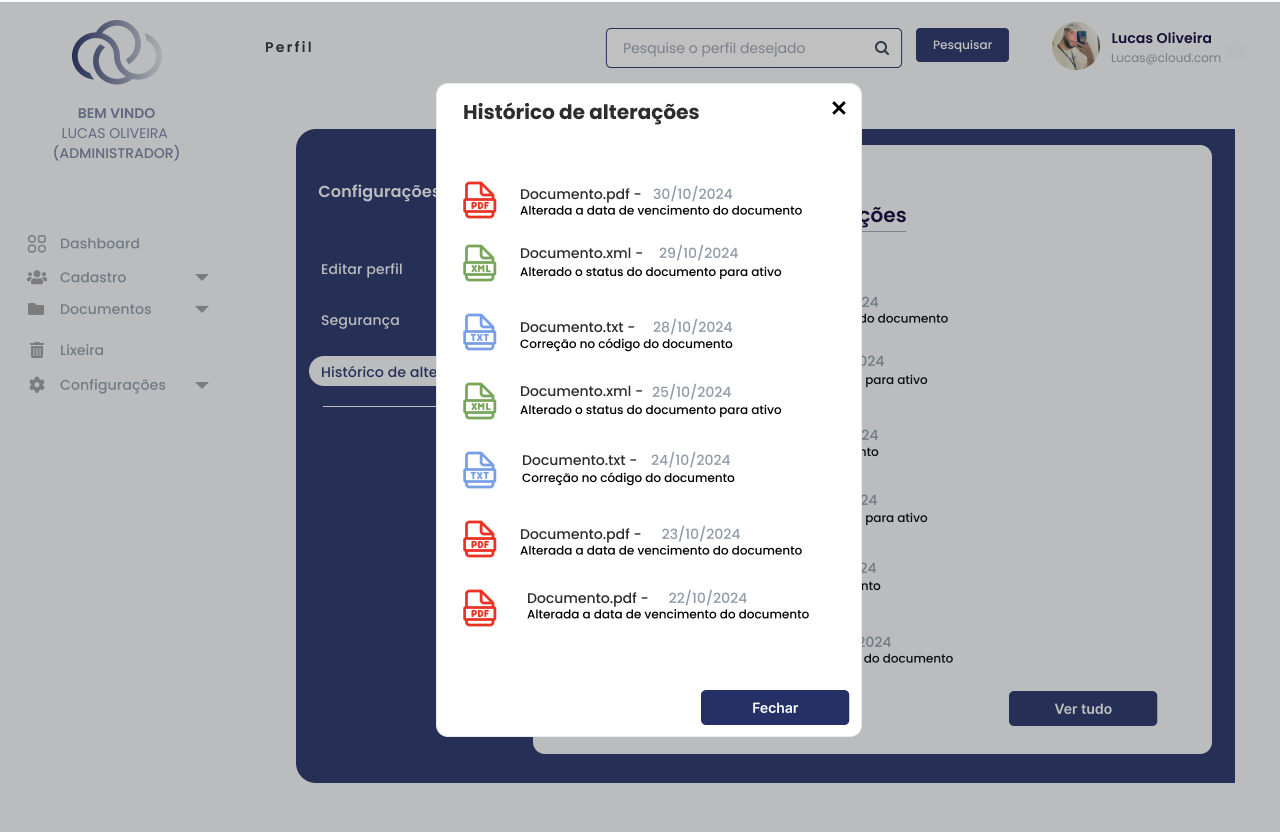 Perfil
Pesquise o perfil desejado
Pesquisar
Lucas Oliveira
Lucas@cloud.com
BEM VINDO
LUCAS OLIVEIRA
(ADMINISTRADOR)
Dashboard
Cadastro
Documentos
Lixeira
Configurações
Configurações
Editar perfil
Segurança
Histórico de alte
Histórico de alterações
PDF
Documento.pdf - 30/10/2024
Alterada a data de vencimento do documento
XML
Documento.xml - 29/10/2024
Alterado o status do documento para ativo
TXT
Documento.txt - 28/10/2024
Correção no código do documento
XML
Documento.xml - 25/10/2024
Alterado o status do documento para ativo
TXT
Documento.txt - 24/10/2024
Correção no código do documento
PDF
Documento.pdf - 23/10/2024
Alterada a data de vencimento do documento
PDF
Documento.pdf - 22/10/2024
Alterada a data de vencimento do documento
Fechar
ções
24
do documento
024
para ativo
24
nto
24
para ativo
24
nto
2024
do documento
Ver tudo